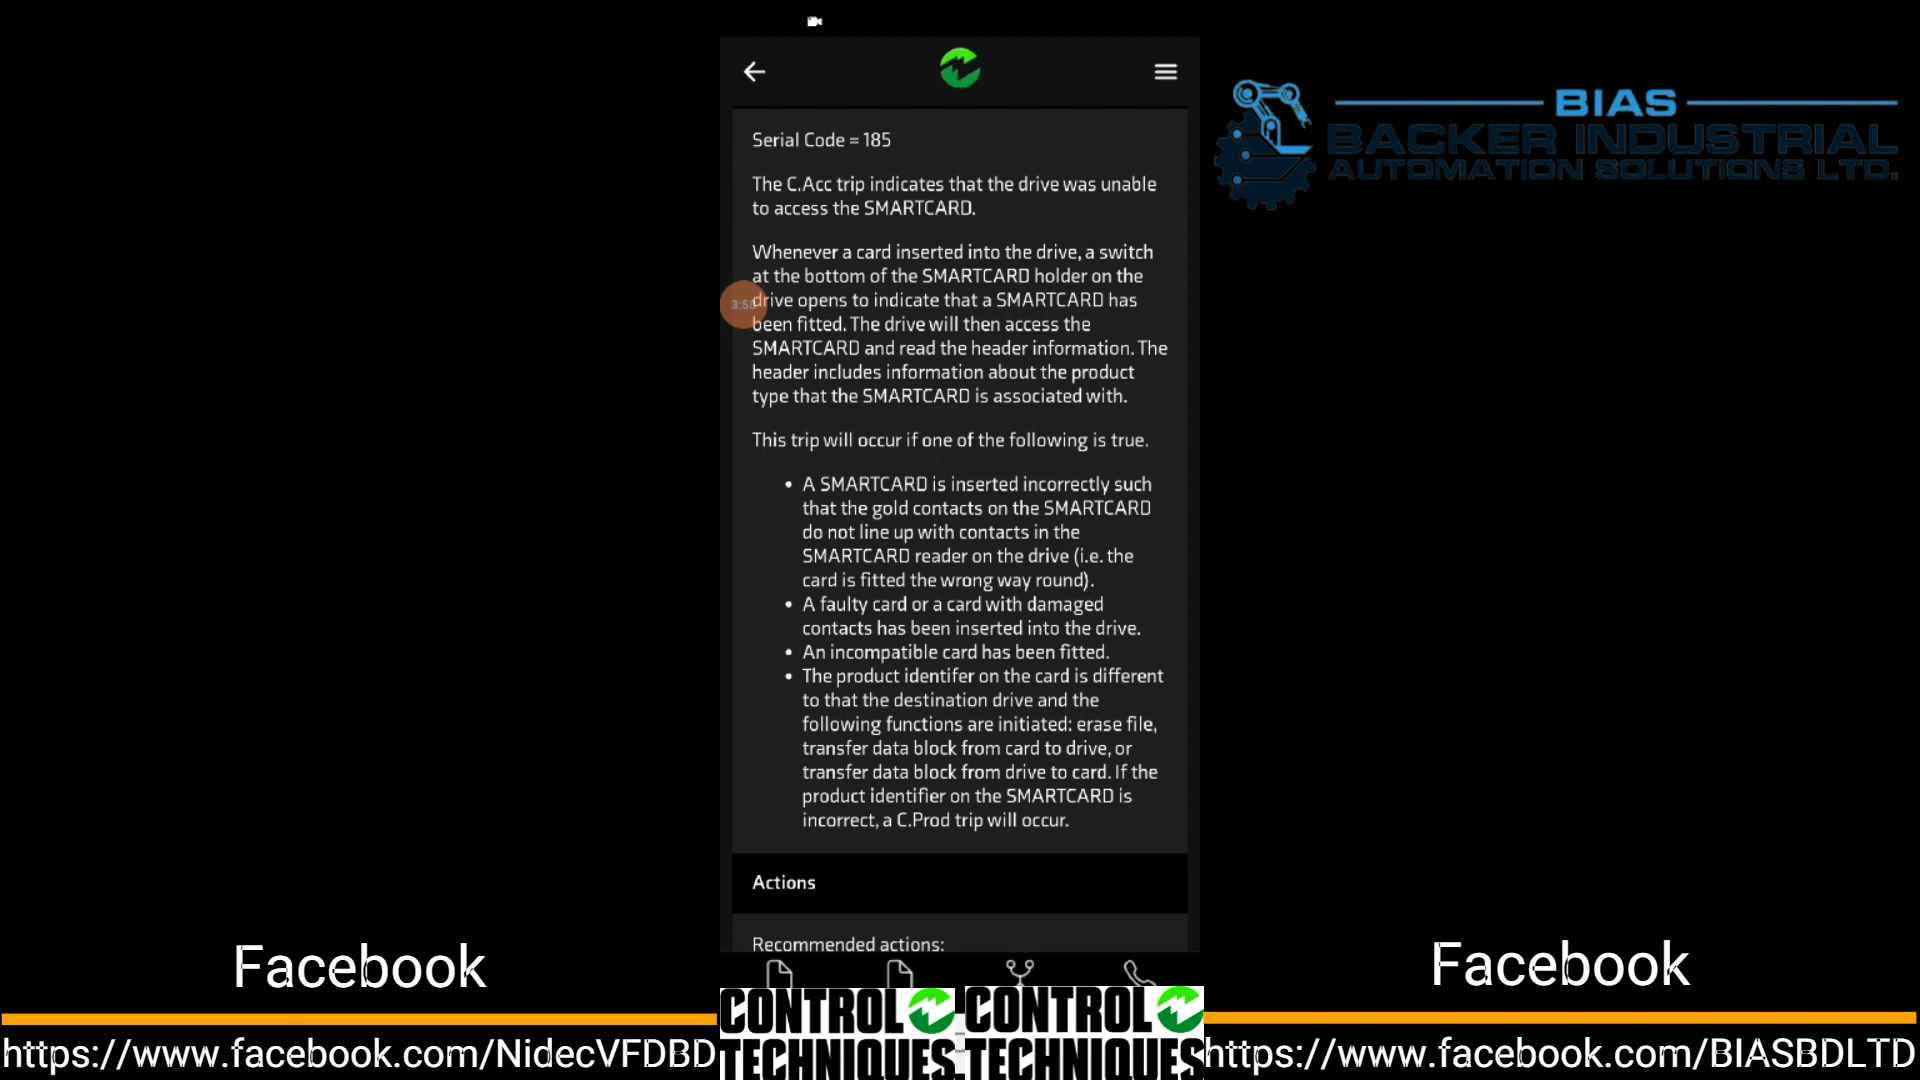 BIAS
BACKER INDUSTRIAL
AUTOMATION SOLUTIONS LTD.
Serial Code = 185
The C.Acc trip indicates that the drive was unable
to access the SMARTCARD.
Whenever a card inserted into the drive, a switch
at the bottom of the SMARTCARD holder on the
drive opens to indicate that a SMARTCARD has
been fitted. The drive will then access the
SMARTCARD and read the header information. The
header includes information about the product
type that the SMARTCARD is associated with.
This trip will occur if one of the following is true.
• A SMARTCARD is inserted incorrectly such
that the gold contacts on the SMARTCARD
do not line up with contacts in the
SMARTCARD reader on the drive (i.e. the
card is fitted the wrong way round).
• A faulty card or a card with damaged
contacts has been inserted into the drive.
• An incompatible card has been fitted.
• The product identifer on the card is different
to that the destination drive and the
following functions are initiated: erase file,
transfer data block from card to drive, or
transfer data block from drive to card. If the
product identifier on the SMARTCARD is
incorrect, a C.Prod trip will occur.
Actions
Recommended actions:
Facebook
https://www.facebook.com/NidecVFDBD
CONTROL
TECHNIQUES
CONTROL
TECHNIQUES
Facebook
https://www.facebook.com/BIASBDLTD